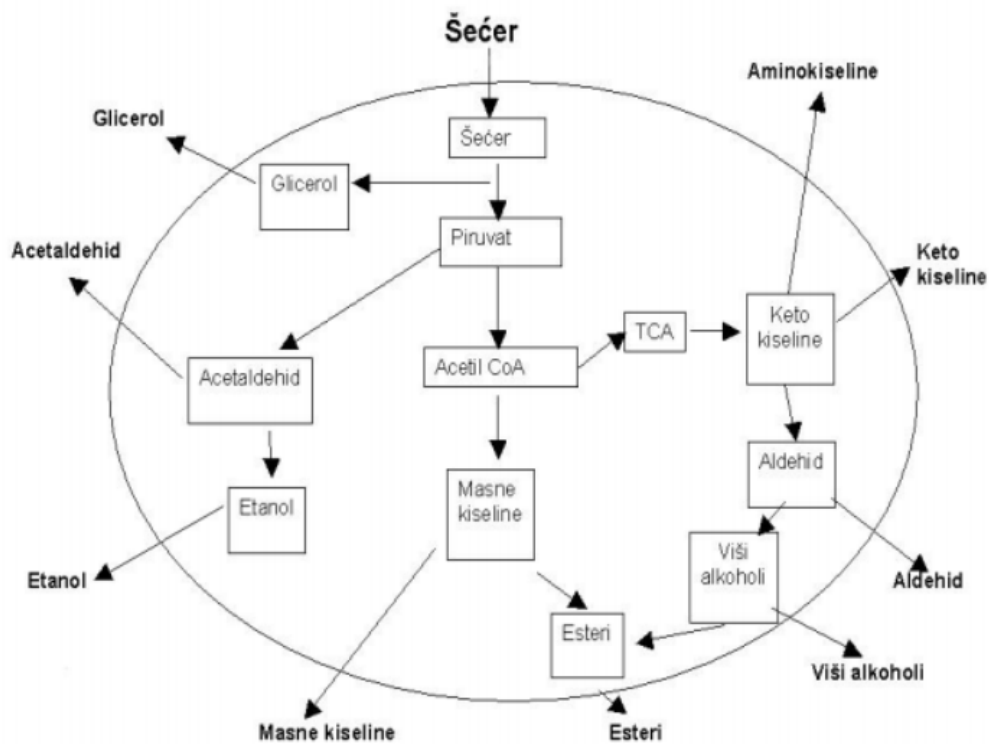 Šećer
Aminokiseline
Glicerol
Šećer
Glicerol
Piruvat
Acetaldehid
Keto
kiseline
Keto
kiseline
TCA
Acetil CoA
Acetaldehid
Aldehid
Masne
kiseline
Etanol
Viši
alkoholi
Etanol
Aldehid
Esteri
Viši alkoholi
Masne kiseline
Esteri